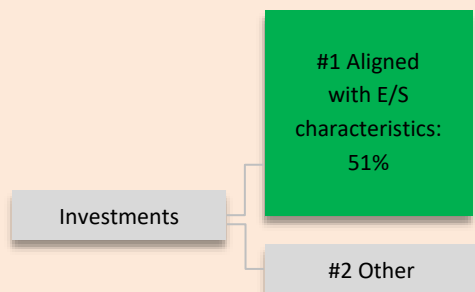 #1 Aligned
with E/S
characteristics:
51%
Investments
#2 Other